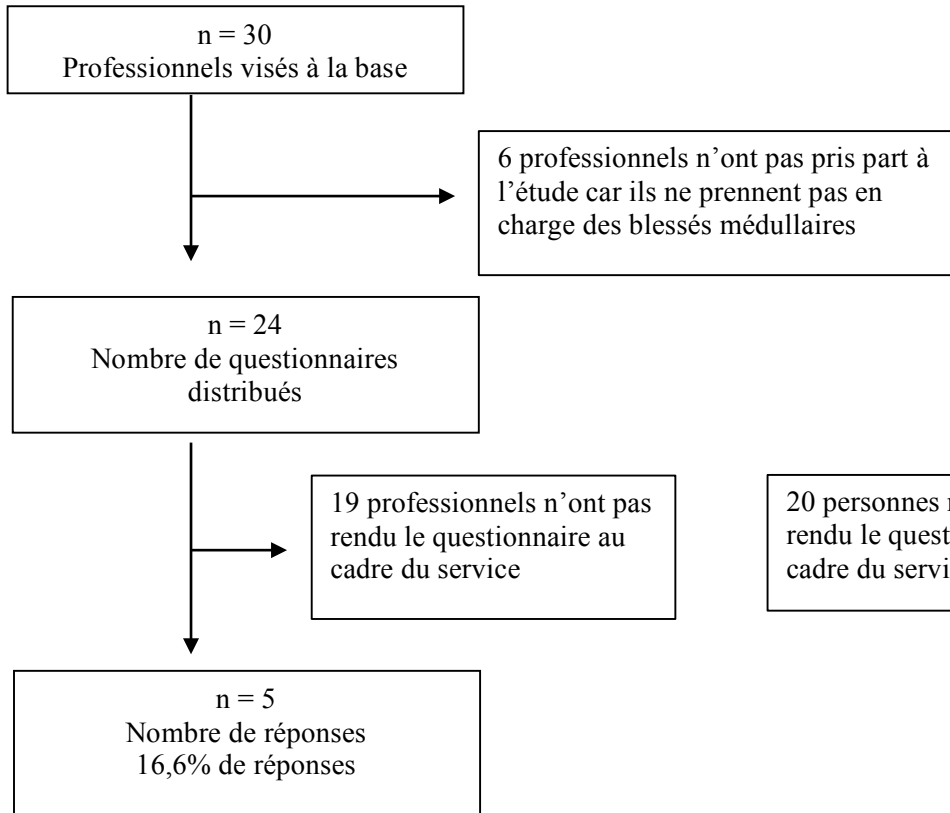 n = 30
Professionnels visés à la base
6 professionnels n’ont pas pris part à
l’étude car ils ne prennent pas en
charge des blessés médullaires
n = 24
Nombre de questionnaires
distribués
19 professionnels n’ont pas
rendu le questionnaire au
cadre du service
20 personnes
rendu le
cadre du
n = 5
Nombre de réponses
16,6% de réponses